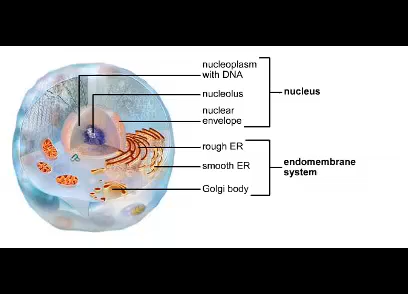 nucleoplasm
with DNA
nucleolus
nucleus
nuclear
envelope
rough ER
smooth ER
endomembrane
system
Golgi body